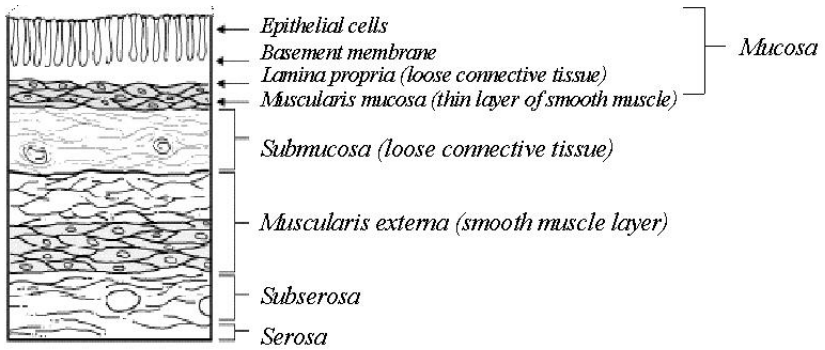 Epithelial cells
Basement membrane
Mucosa
Lamina propria (loose connective tissue)
Muscularis mucosa (thin layer of smooth muscle)
Submucosa (loose connective tissue)
Muscularis externa (smooth muscle layer)
Subserosa
Serosa